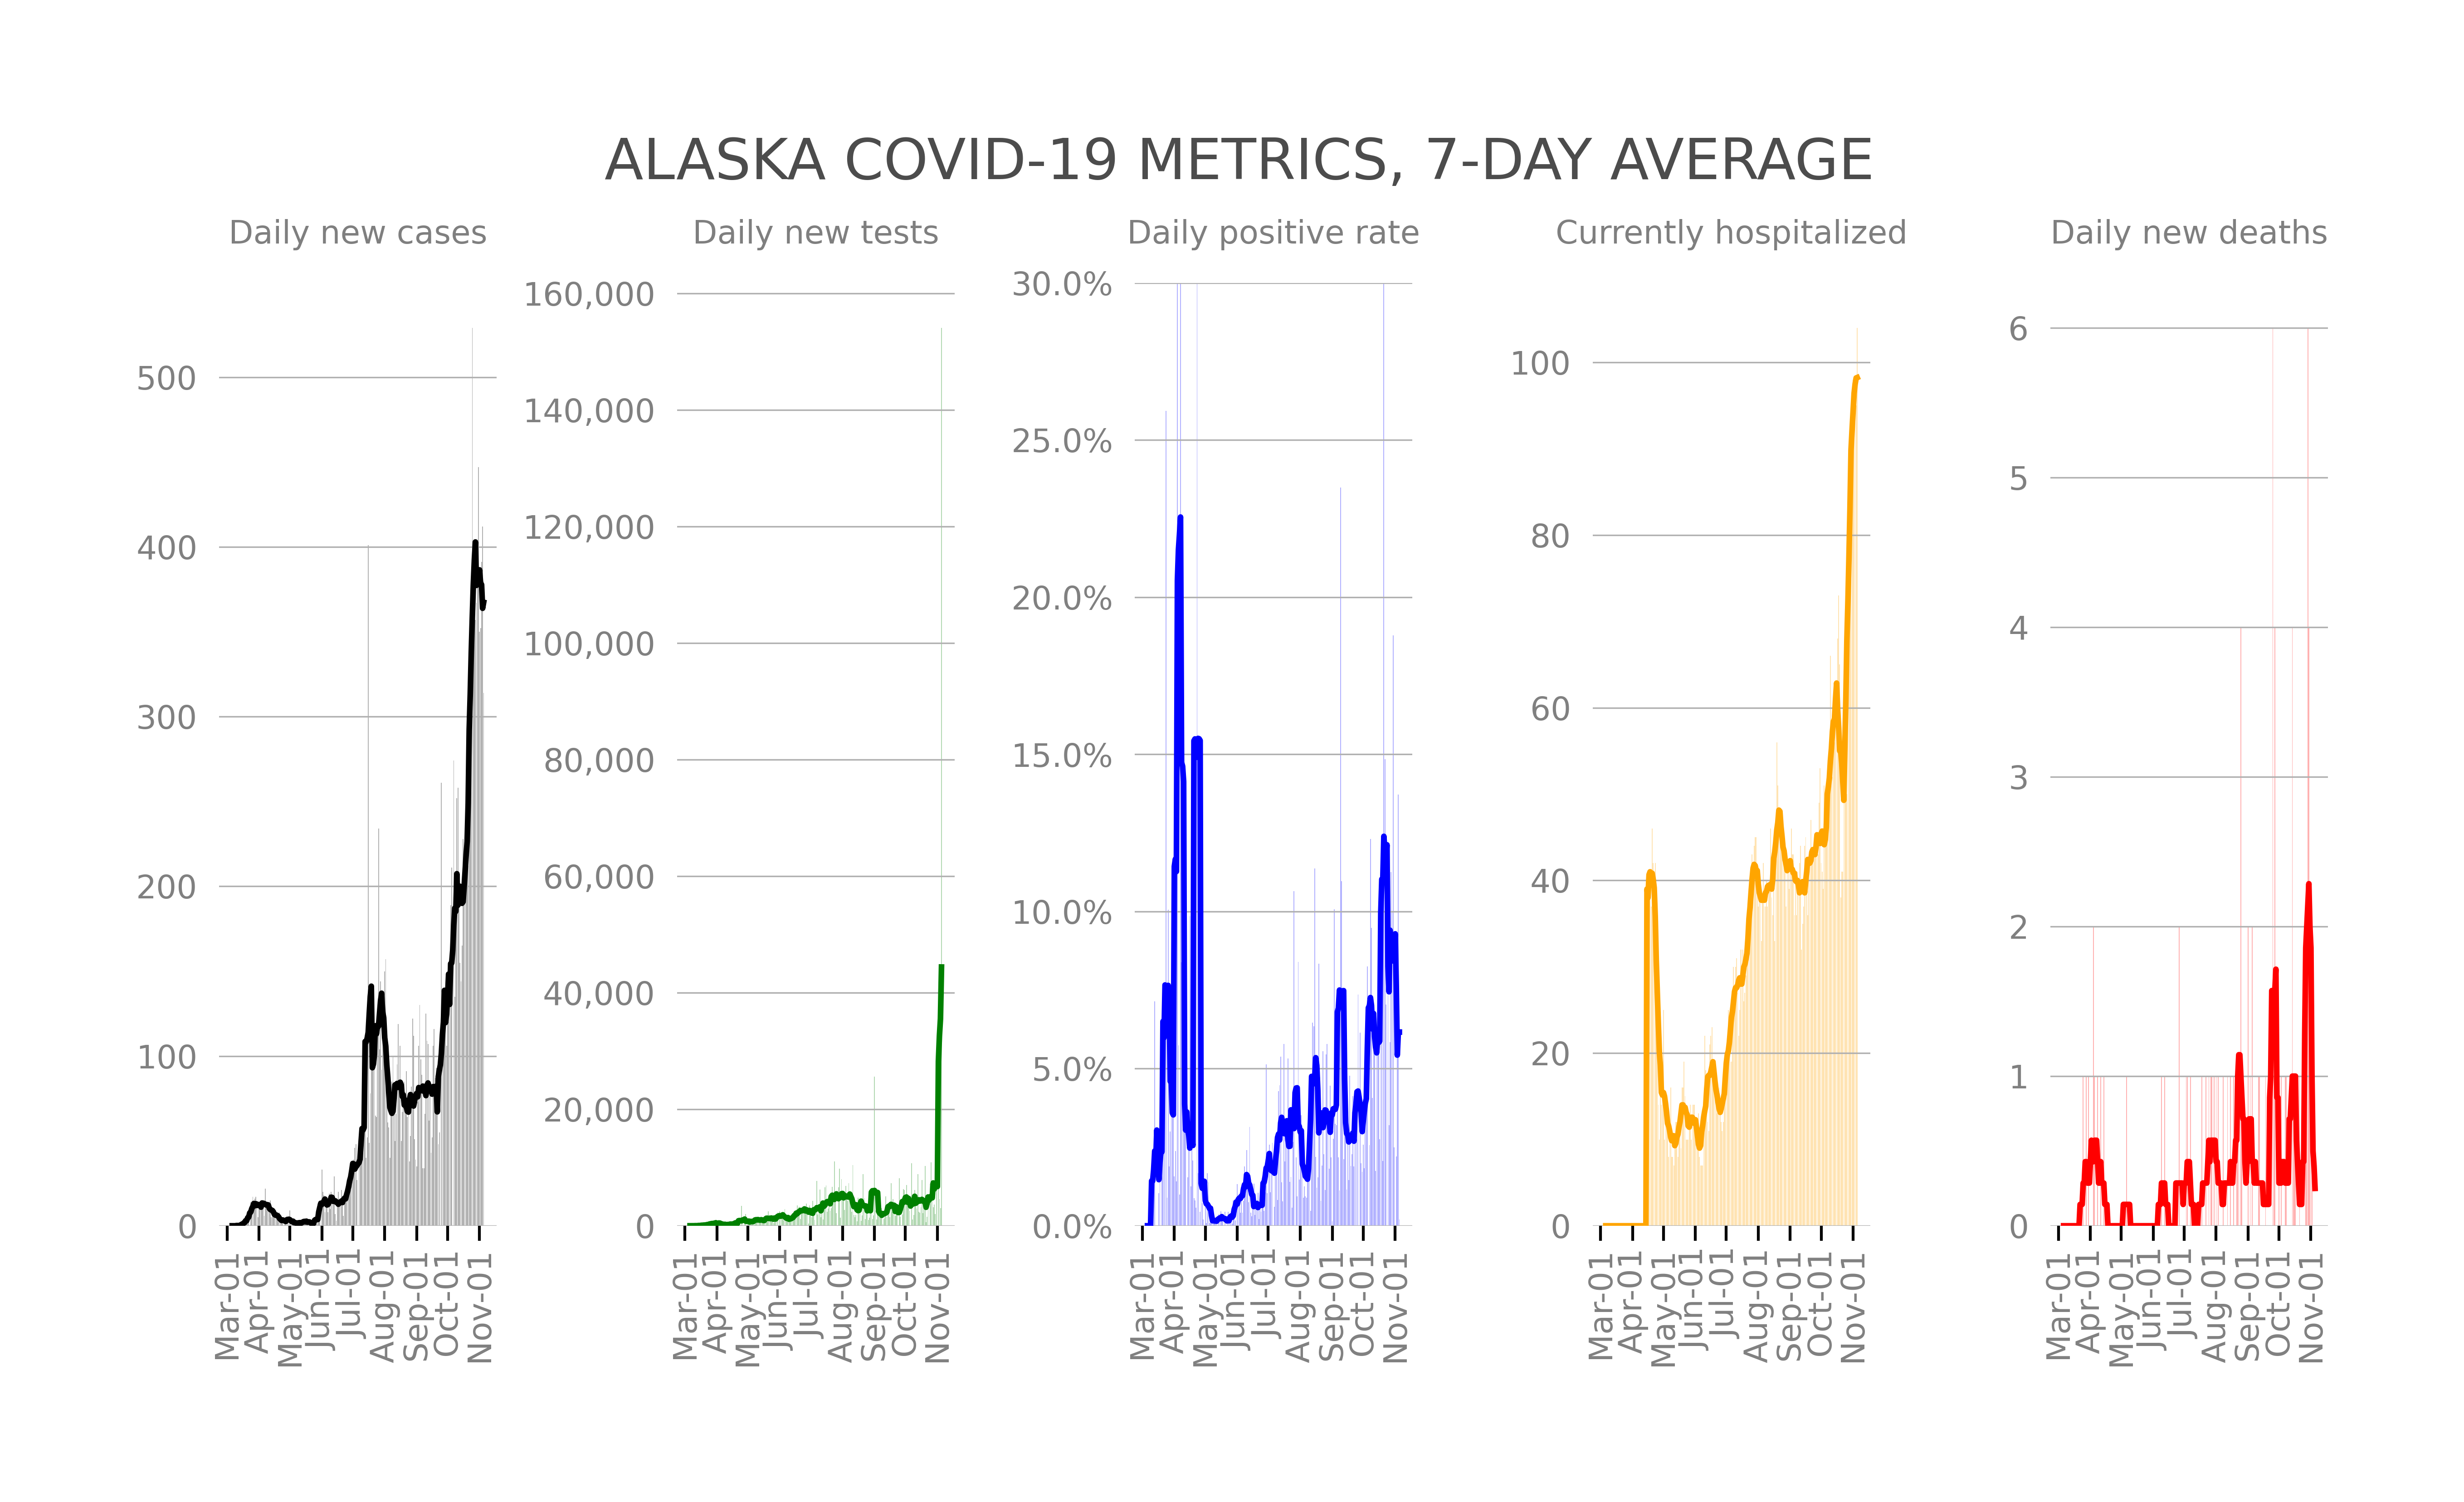 ALASKA COVID-19 METRICS, 7-DAY AVERAGE
Daily new cases
500
400
300
200
100
0
Mar-01
Apr-01
May-01
Jun-01
Jul-01
Aug-01
Sep-01
Oct-01
Nov-01
Daily new tests
160,000
140,000
120,000
100,000
80,000
60,000
40,000
20,000
0
Mar-01
Apr-01
May-01
Jun-01
Jul-01
Aug-01
Sep-01
Oct-01
Nov-01
Daily positive rate
30.0%
25.0%
20.0%
15.0%
10.0%
5.0%
0.0%
Mar-01
Apr-01
May-01
Jun-01
Jul-01
Aug-01
Sep-01
Oct-01
Nov-01
Currently hospitalized
100
80
60
40
20
0
Mar-01
Apr-01
May-01
Jun-01
Jul-01
Aug-01
Sep-01
Oct-01
Nov-01
Daily new deaths
6
5
4
3
2
1
0
Mar-01
Apr-01
May-01
Jun-01
Jul-01
Aug-01
Sep-01
Oct-01
Nov-01